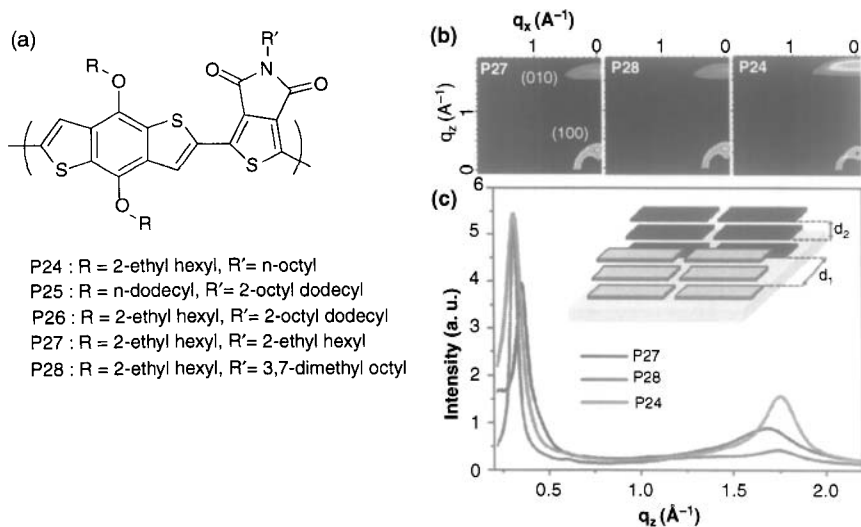 (a)
R'
N
O
O
R
O
S
S
S
O
R
P24 : R = 2-ethyl hexyl, R′= n-octyl
P25 : R = n-dodecyl, R′= 2-octyl dodecyl
P26 : R = 2-ethyl hexyl, R′= 2-octyl dodecyl
P27 : R = 2-ethyl hexyl, R′= 2-ethyl hexyl
P28 : R = 2-ethyl hexyl, R′= 3,7-dimethyl octyl
(b)
qx (A⁻¹)
1 0 1 0 1 0
P27 P28 P24
(010)
(100)
qz (A⁻¹)
1
0
(c)
6
5
4
3
2
1
0
Intensity (a. u.)
d2
d1
P27
P28
P24
0.5 1.0 1.5 2.0
qz (Å⁻¹)